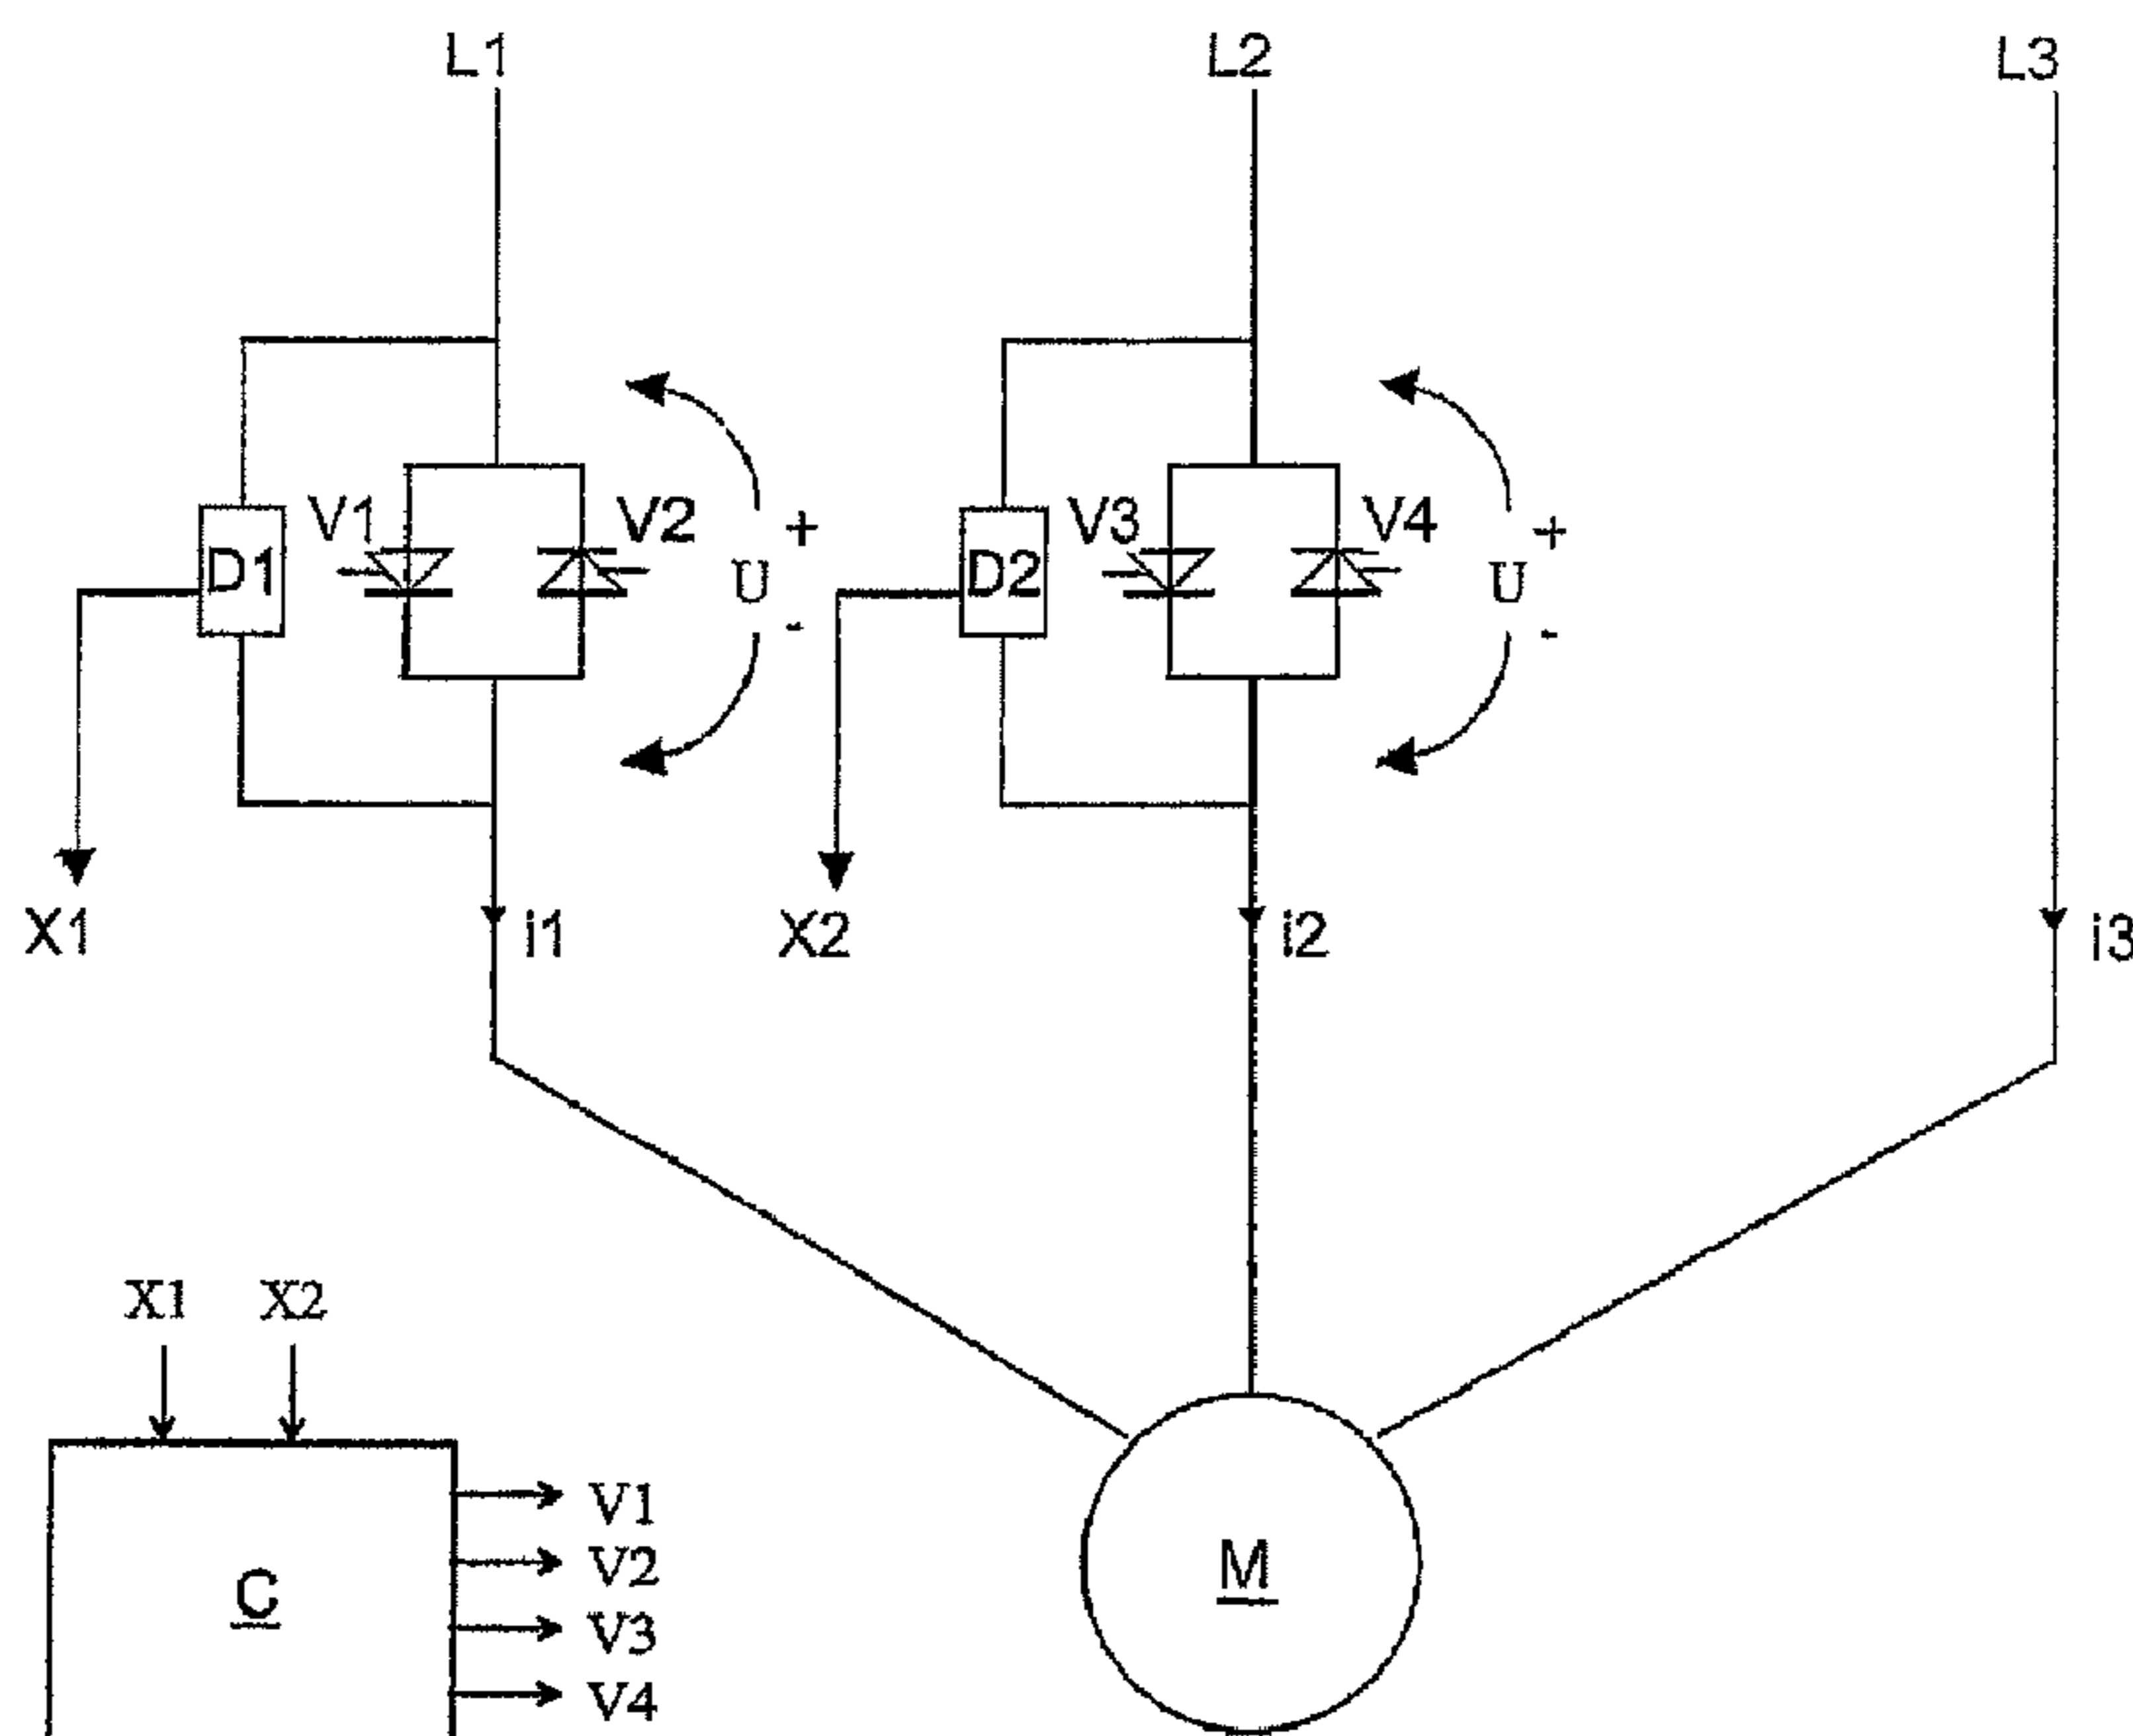 L1 L2 L3
V1 V2 V3 V4
+ +
D1 U D2 U
- -
X1 i1 X2 i2 i3
X1 X2
V1
V2
C M
V3
V4